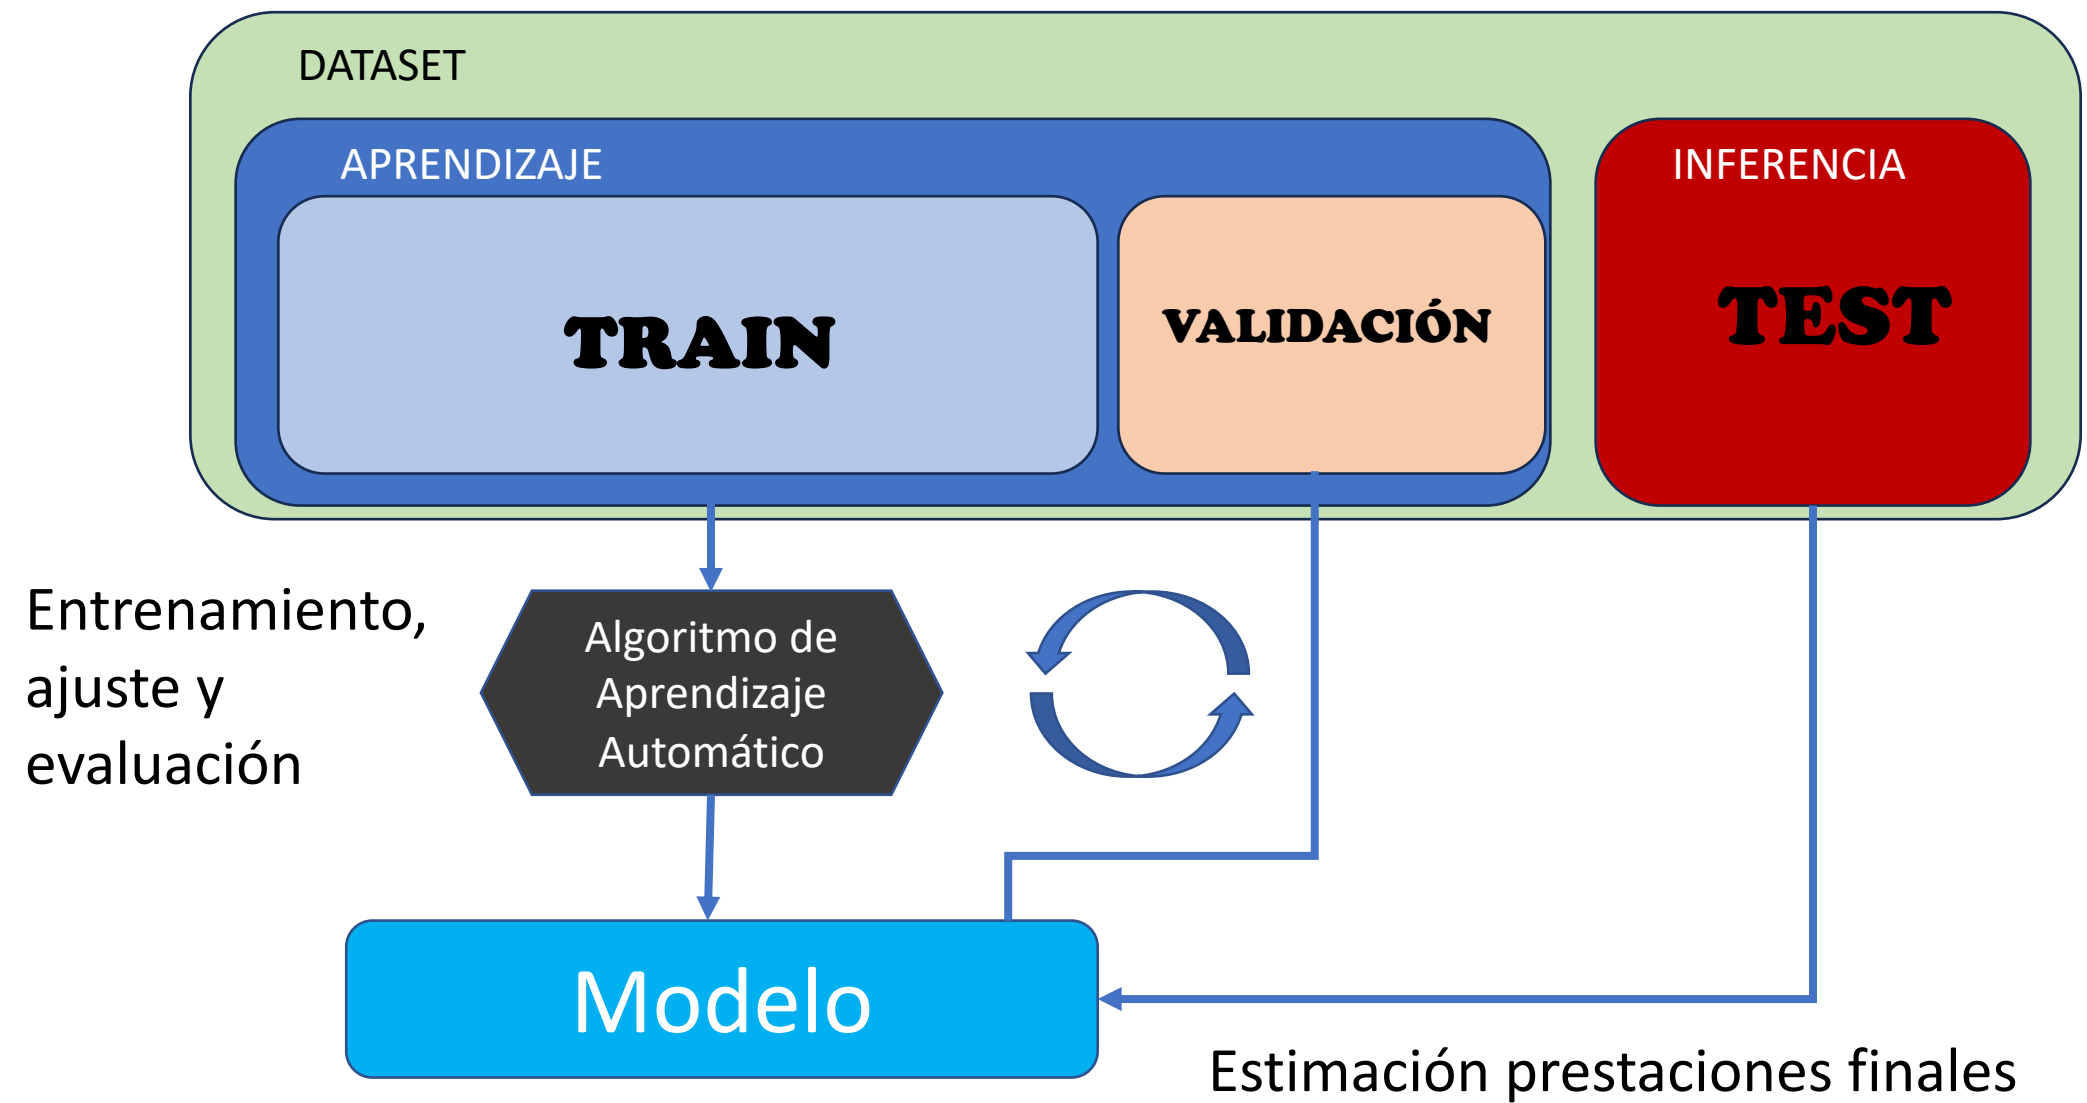 DATASET
APRENDIZAJE
INFERENCIA
TRAIN
VALIDACIÓN
TEST
Entrenamiento,
ajuste y
evaluación
Algoritmo de
Aprendizaje
Automático
Modelo
Estimación prestaciones finales